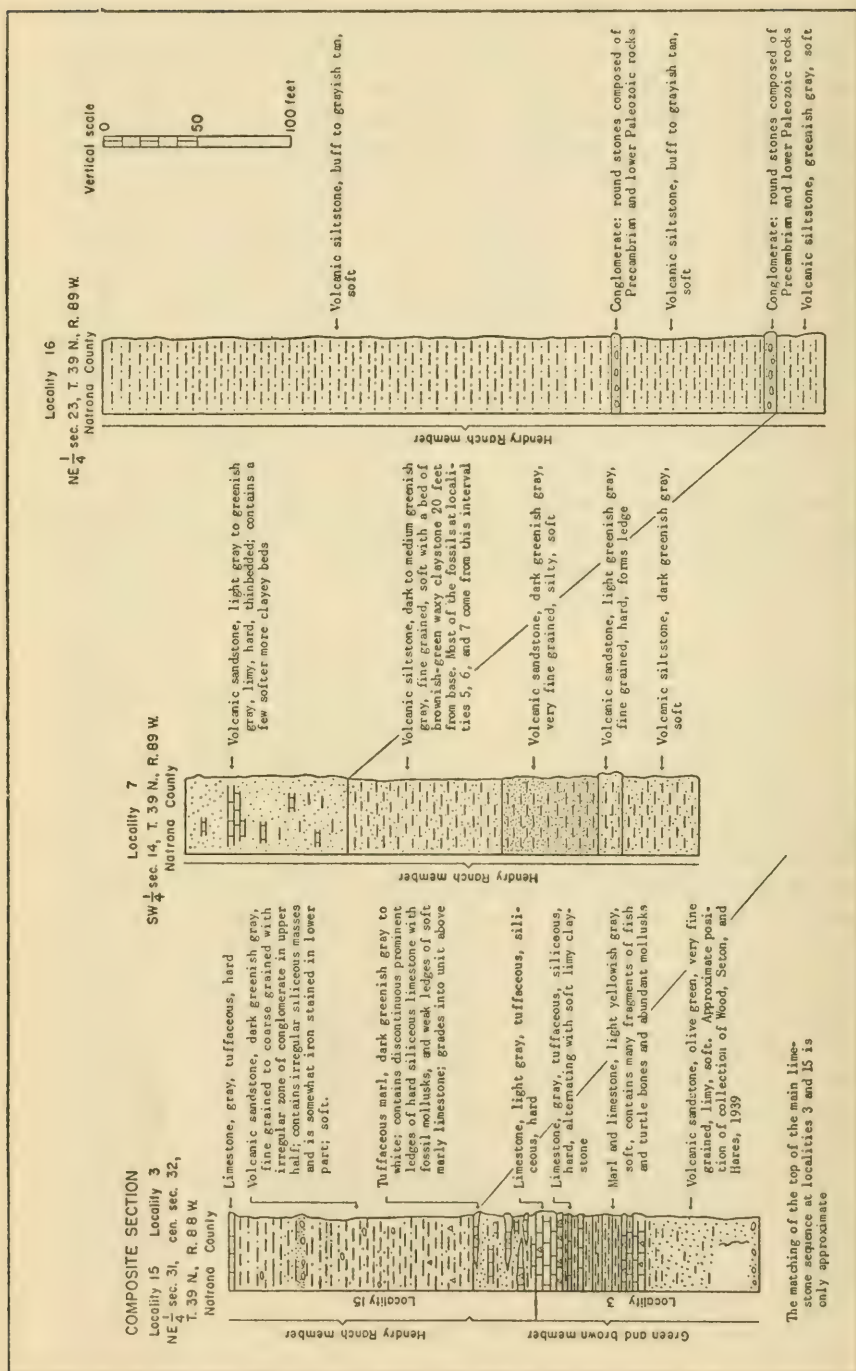 COMPOSITE SECTION
Locality 15 Locality 3
NE 1/4 sec. 31, cen. sec. 32,
T. 39 N., R. 88 W.
Natrona County
Hendry Ranch member
Green and brown member
Locality 15
Locality 3
Limestone, gray, tuffaceous, hard
Volcanic sandstone, dark greenish gray,
fine grained to coarse grained with
irregular zone of conglomerate in upper
half; contains irregular siliceous masses
and is somewhat iron stained in lower
part; soft.
Tuffaceous marl, dark greenish gray to
white; contains discontinuous prominent
ledges of hard siliceous limestone with
fossil mollusks, and weak ledges of soft
marly limestone; grades into unit above
Limestone, light gray, tuffaceous, sili-
ceous, hard
Limestone, gray, tuffaceous, siliceous,
hard, alternating with soft limy clay-
stone
Marl and limestone, light yellowish gray,
soft, contains many fragments of fish
and turtle bones and abundant mollusks
Volcanic sandstone, olive green, very fine
grained, limy, soft. Approximate posi-
tion of collection of Wood, Seton, and
Hares, 1939
The matching of the top of the main lime-
stone sequence at localities 3 and 15 is
only approximate
Locality 7
SW 1/4 sec. 14, T. 39 N., R. 89 W.
Natrona County
Hendry Ranch member
Volcanic sandstone, light gray to greenish
gray, limy, hard, thinbedded; contains a
few softer more clayey beds
Volcanic siltstone, dark to medium greenish
gray, fine grained, soft with a bed of
brownish-green waxy claystone 20 feet
from base. Most of the fossils at locali-
ties 5, 6, and 7 come from this interval
Volcanic sandstone, dark greenish gray,
very fine grained, silty, soft
Volcanic sandstone, light greenish gray,
fine grained, hard, forms ledge
Volcanic siltstone, dark greenish gray,
soft
Locality 16
NE 1/4 sec. 23, T. 39 N., R. 89 W.
Natrona County
Hendry Ranch member
Vertical scale
0
50
100 feet
Volcanic siltstone, buff to grayish tan,
soft
Conglomerate: round stones composed of
Precambrian and lower Paleozoic rocks
Volcanic siltstone, buff to grayish tan,
soft
Conglomerate: round stones composed of
Precambrian and lower Paleozoic rocks
Volcanic siltstone, greenish gray, soft